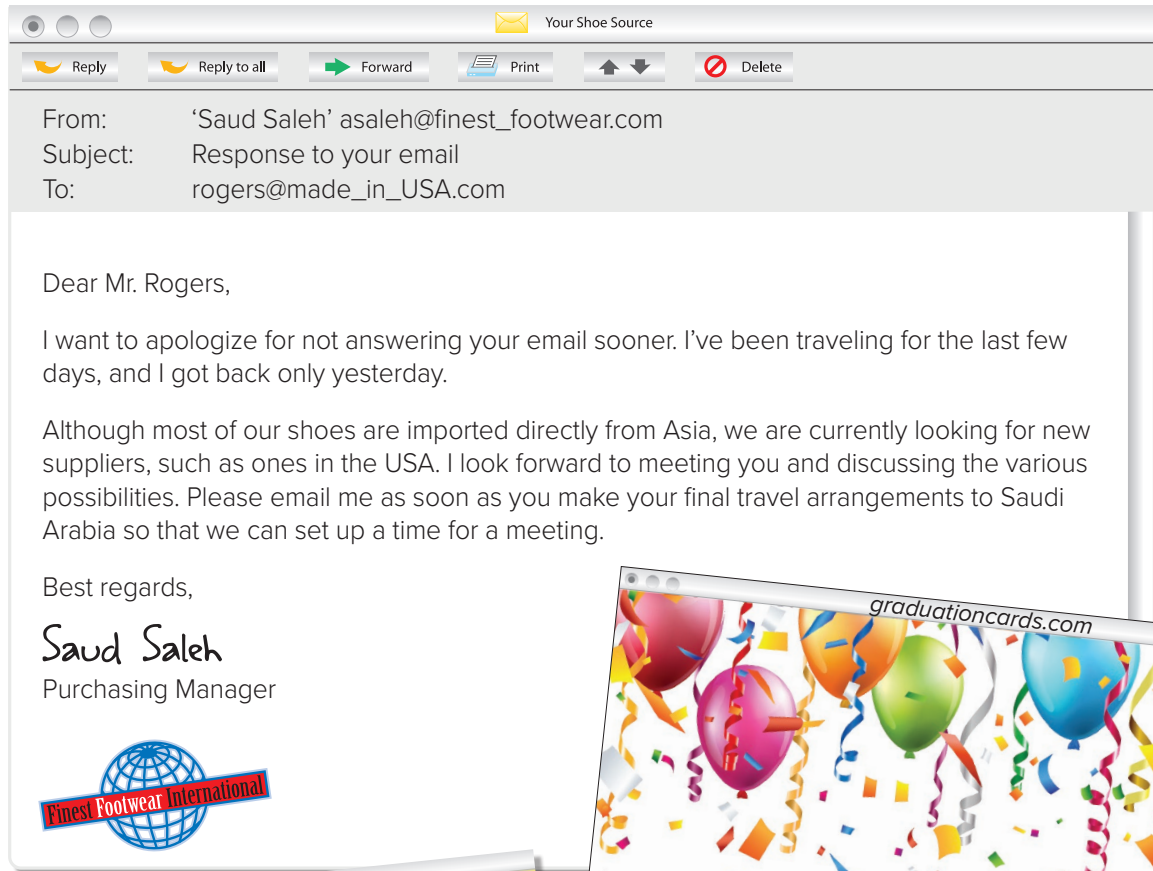 Your Shoe Source
Reply
Reply to all
Forward
Print
Delete
From: ‘Saud Saleh’ asaleh@finest_footwear.com
Subject: Response to your email
To: rogers@made_in_USA.com
Dear Mr. Rogers,
I want to apologize for not answering your email sooner. I’ve been traveling for the last few
days, and I got back only yesterday.
Although most of our shoes are imported directly from Asia, we are currently looking for new
suppliers, such as ones in the USA. I look forward to meeting you and discussing the various
possibilities. Please email me as soon as you make your final travel arrangements to Saudi
Arabia so that we can set up a time for a meeting.
Best regards,
Saud Saleh
Purchasing Manager
Finest Footwear International
graduationcards.com